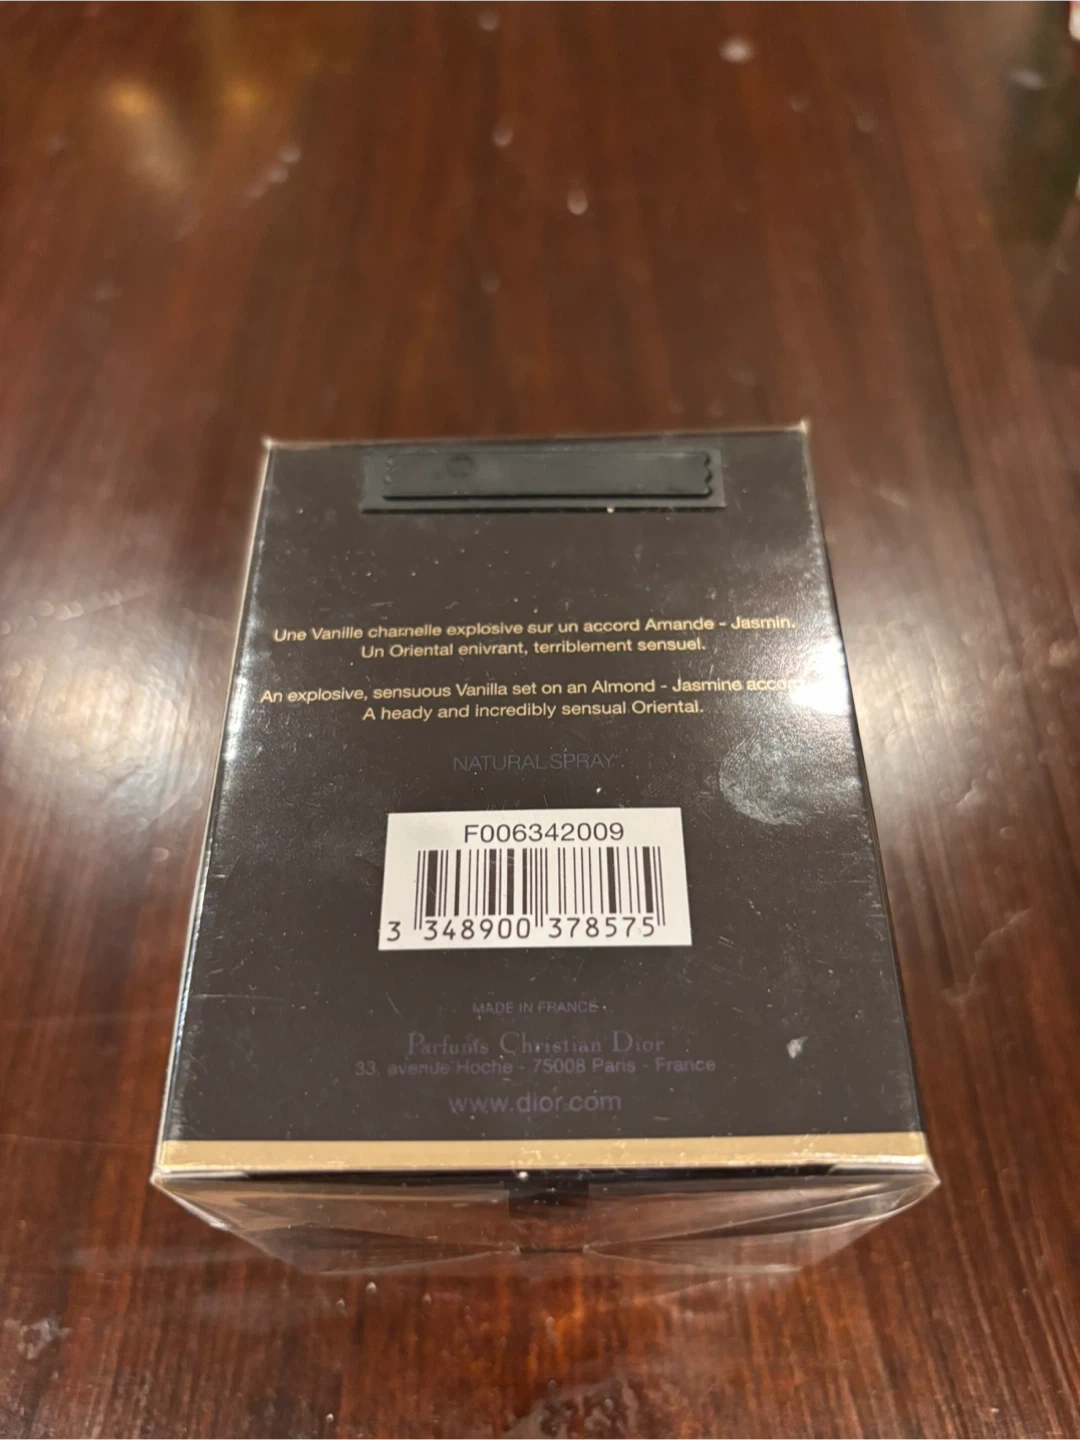 Une Vanille charnelle explosive sur un accord Amande - Jasmin.
Un Oriental enivrant, terriblement sensuel.
An explosive, sensuous Vanilla set on an Almond - Jasmine
A heady and incredibly sensual Oriental.
NATURAL SPRAY
F006342009
3 348900 378575
MADE IN FRANCE
Parfums Christian Dior
33, avenue Hoche - 75008 Paris - France
www.dior.com